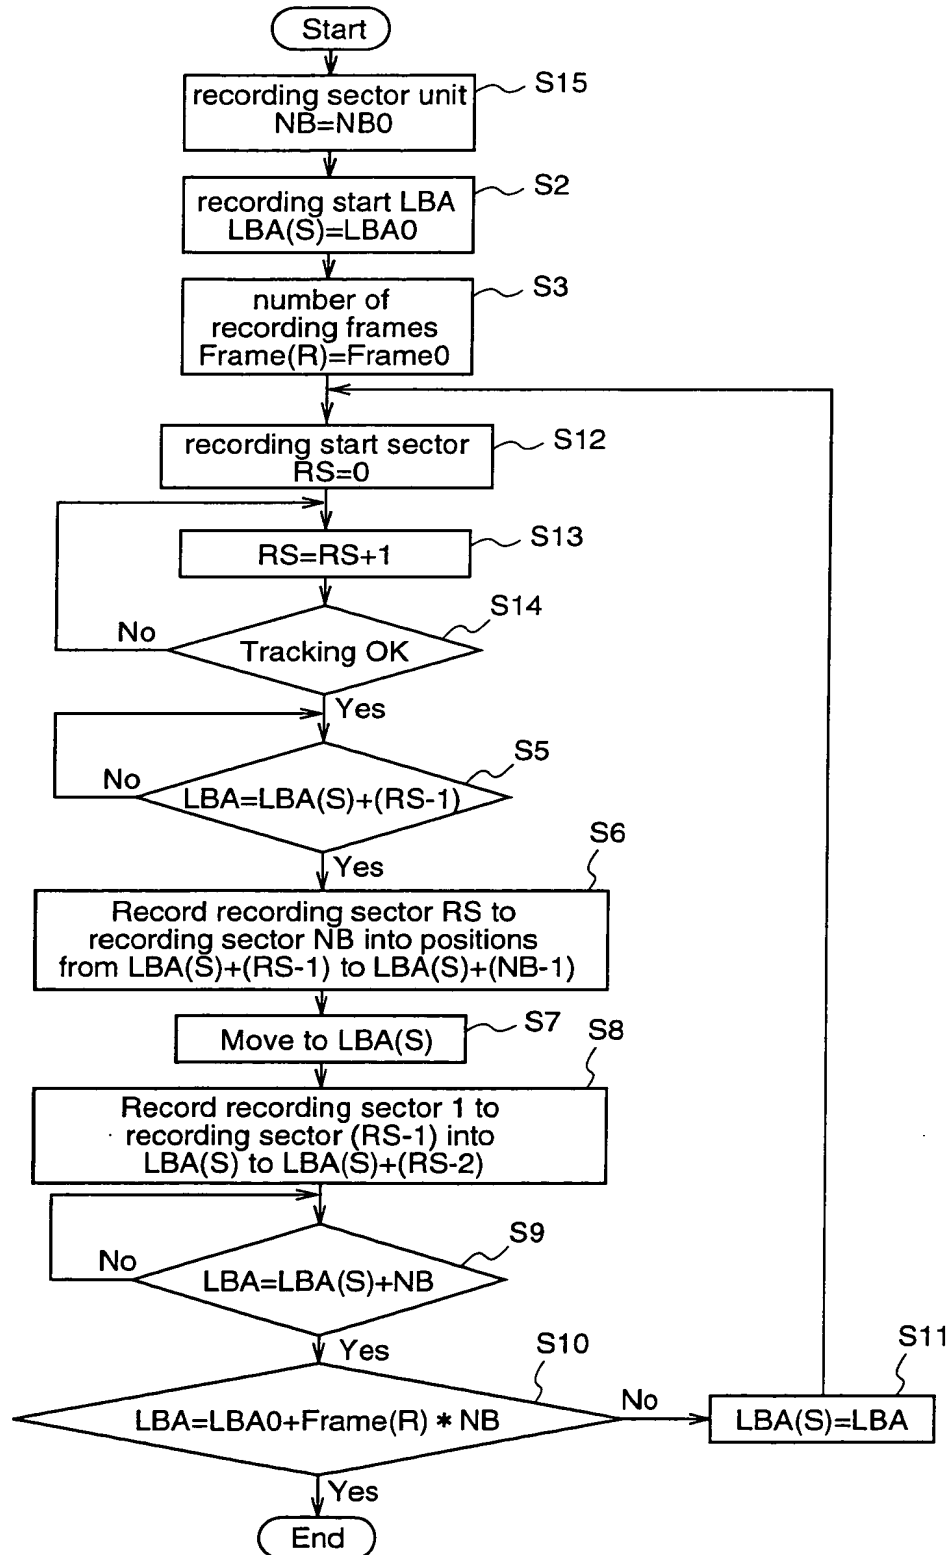 Start
recording sector unit
NB=NB0
S15
recording start LBA
LBA(S)=LBA0
S2
number of
recording frames
Frame(R)=Frame0
S3
recording start sector
RS=0
S12
RS=RS+1
S13
Tracking OK
S14
No
Yes
LBA=LBA(S)+(RS-1)
S5
No
Yes
S6
Record recording sector RS to
recording sector NB into positions
from LBA(S)+(RS-1) to LBA(S)+(NB-1)
Move to LBA(S)
S7
S8
Record recording sector 1 to
recording sector (RS-1) into
LBA(S) to LBA(S)+(RS-2)
S9
No
LBA=LBA(S)+NB
Yes
S10
LBA=LBA0+Frame(R) * NB
No
S11
LBA(S)=LBA
Yes
End